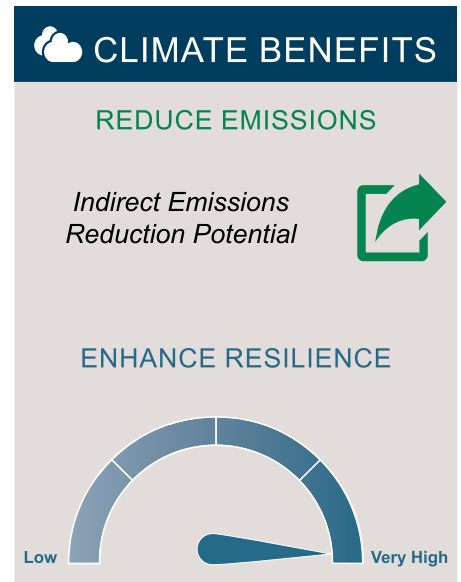 CLIMATE BENEFITS
REDUCE EMISSIONS
Indirect Emissions
Reduction Potential
ENHANCE RESILIENCE
Low
Very High